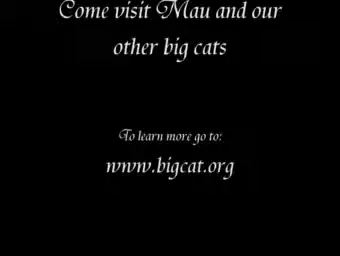 Come visit Mau and our
other big cats
To learn more go to:
www.bigcat.org